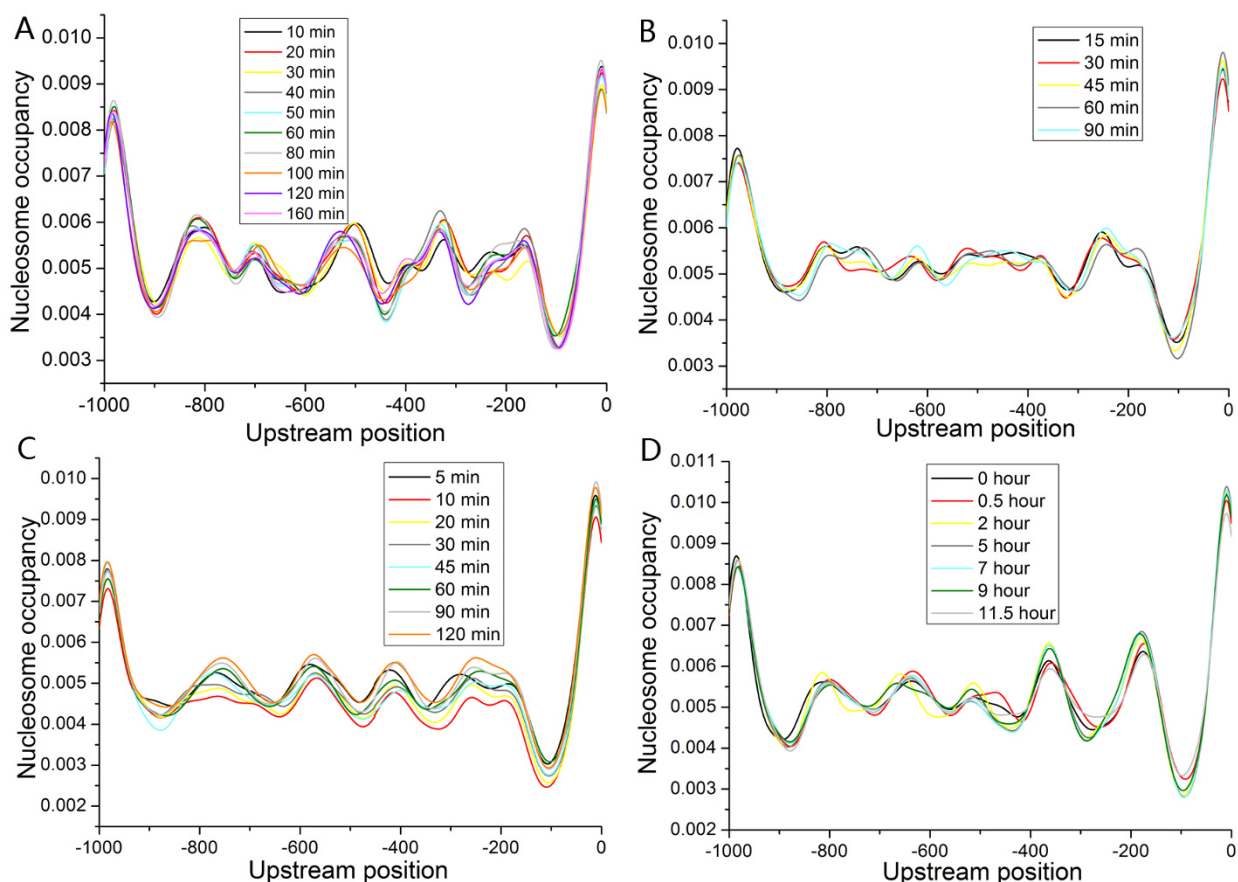 A
Nucleosome occupancy
0.010
0.009
0.008
0.007
0.006
0.005
0.004
0.003
10 min
20 min
30 min
40 min
50 min
60 min
80 min
100 min
120 min
160 min
-1000 -800 -600 -400 -200 0
Upstream position
B
Nucleosome occupancy
0.010
0.009
0.008
0.007
0.006
0.005
0.004
0.003
15 min
30 min
45 min
60 min
90 min
-1000 -800 -600 -400 -200 0
Upstream position
C
Nucleosome occupancy
0.010
0.009
0.008
0.007
0.006
0.005
0.004
0.003
0.002
5 min
10 min
20 min
30 min
45 min
60 min
90 min
120 min
-1000 -800 -600 -400 -200 0
Upstream position
D
Nucleosome occupancy
0.011
0.010
0.009
0.008
0.007
0.006
0.005
0.004
0.003
0.002
0 hour
0.5 hour
2 hour
5 hour
7 hour
9 hour
11.5 hour
-1000 -800 -600 -400 -200 0
Upstream position